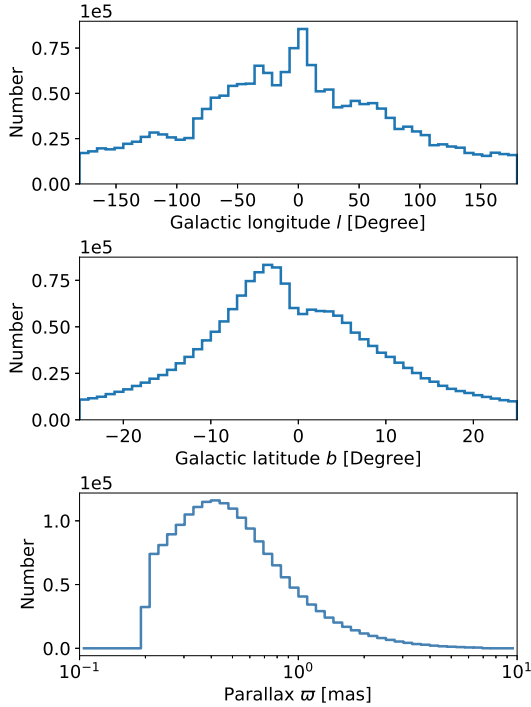 1e5
0.75
0.50
0.25
0.00
Number
−150 −100 −50 0 50 100 150
Galactic longitude l [Degree]
1e5
0.75
0.50
0.25
0.00
Number
−20 −10 0 10 20
Galactic latitude b [Degree]
1e5
1.0
0.5
0.0
Number
10⁻¹ 10⁰ 10¹
Parallax ϖ [mas]